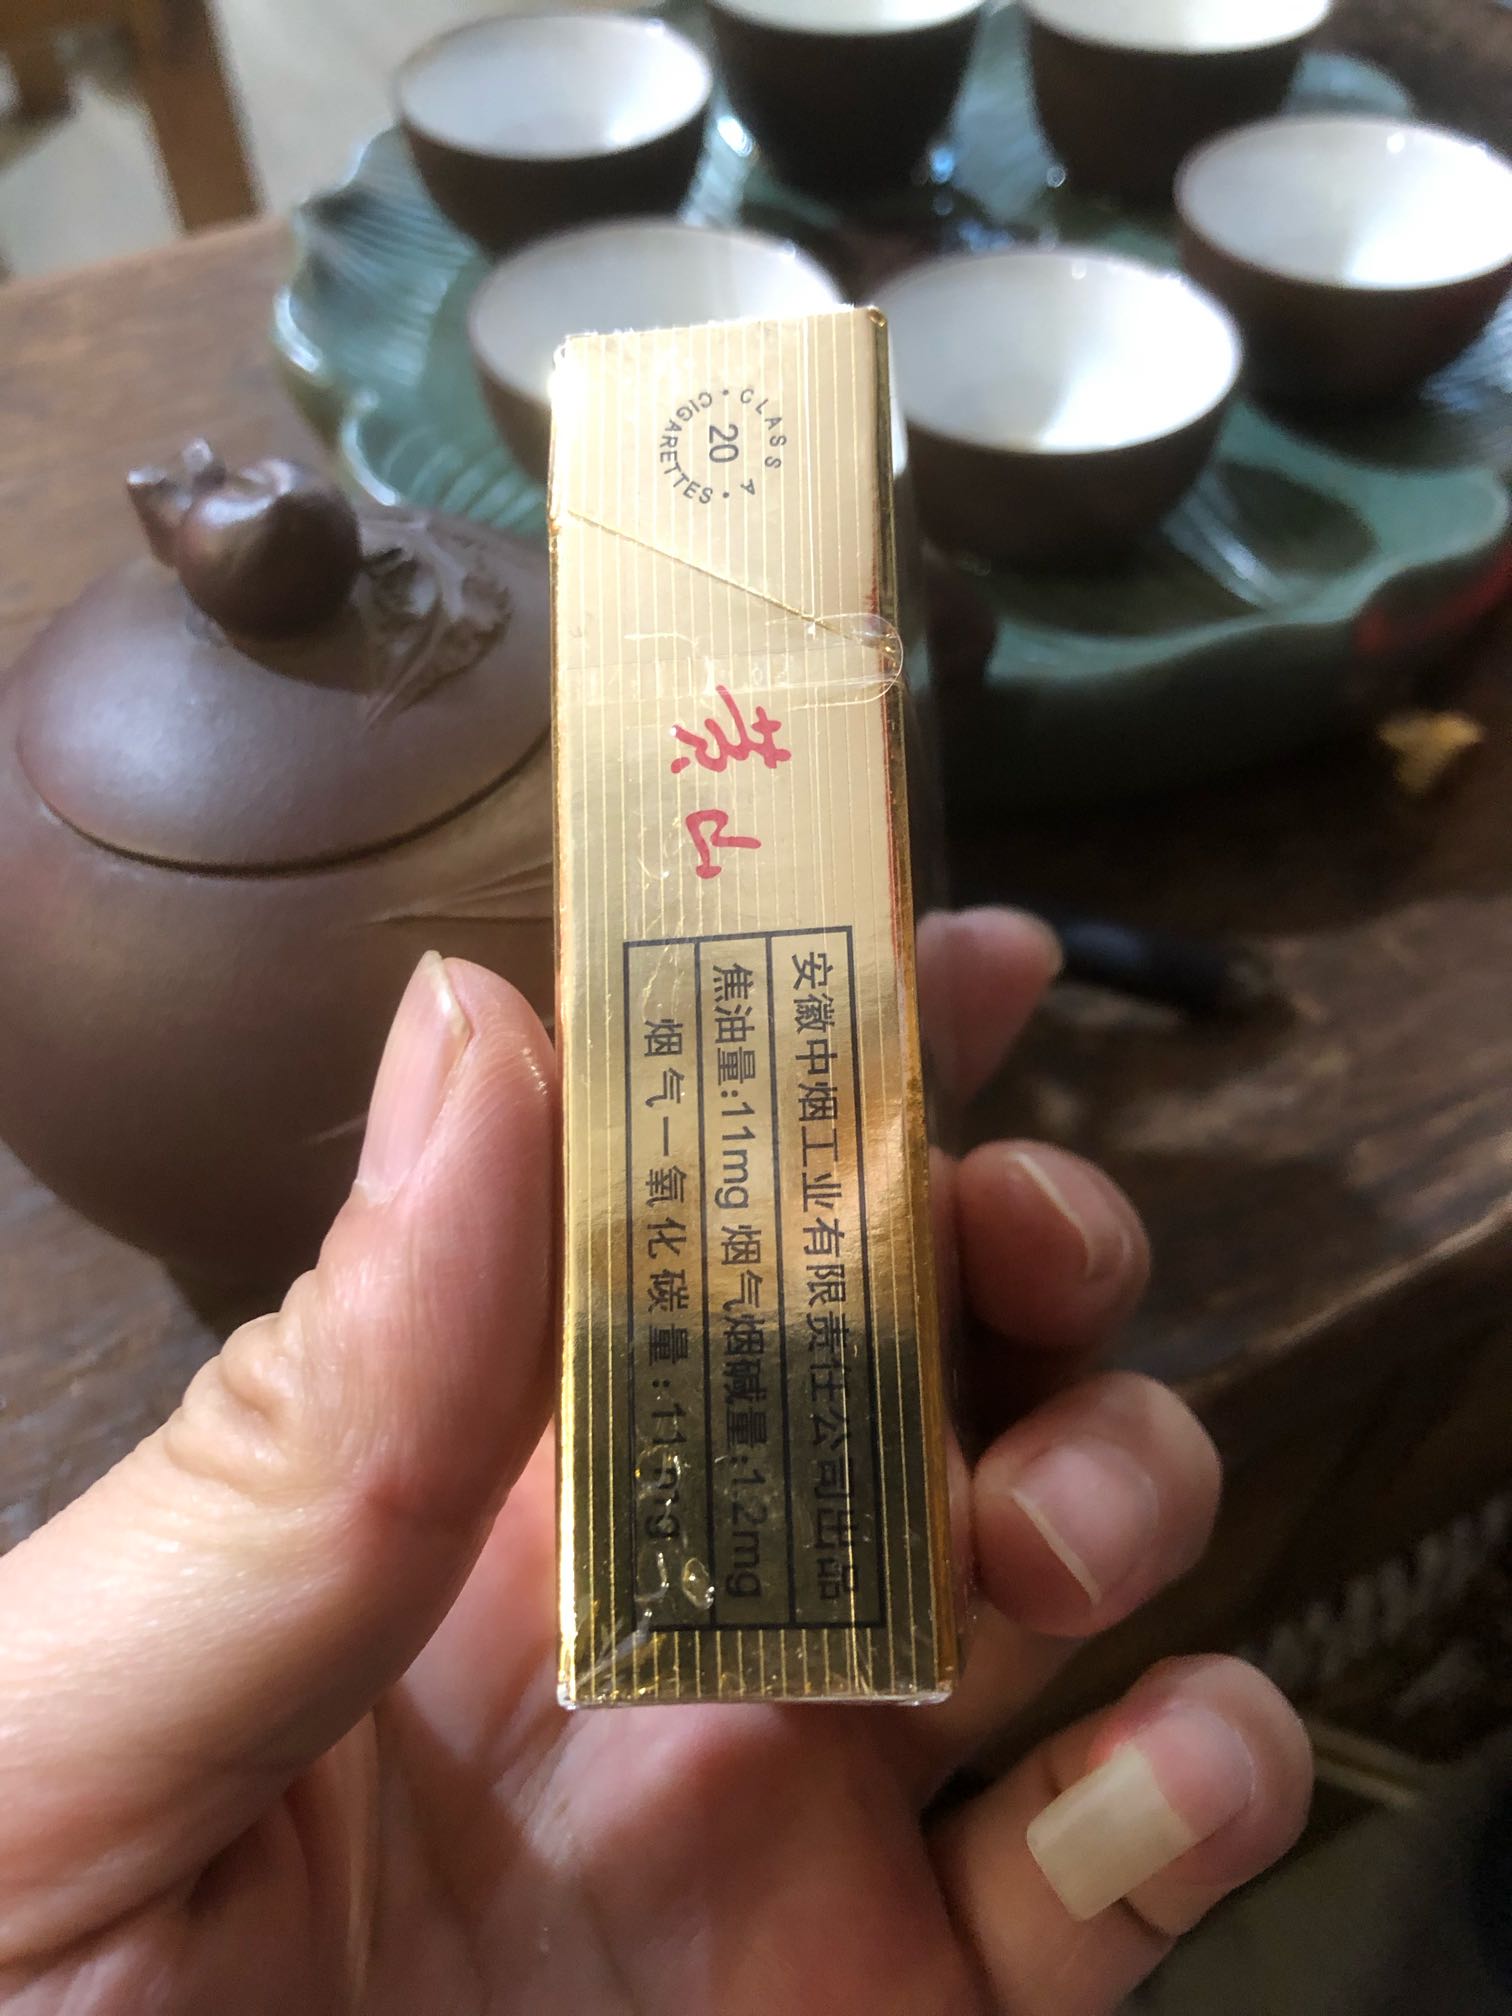 CLASS A · CIGARETTES ·
20
黄山
安徽中烟工业有限责任公司出品
焦油量:11mg 烟气烟碱量:1.2mg
烟气一氧化碳量:11mg